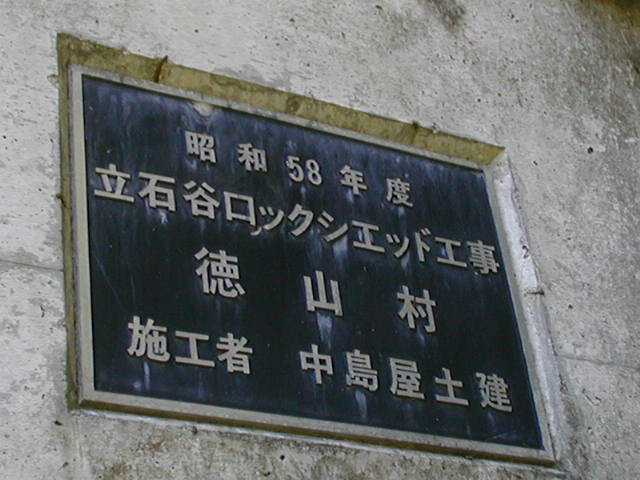 昭和58年度
立石谷ロックシエッド工事
徳山村
施工者 中島屋土建